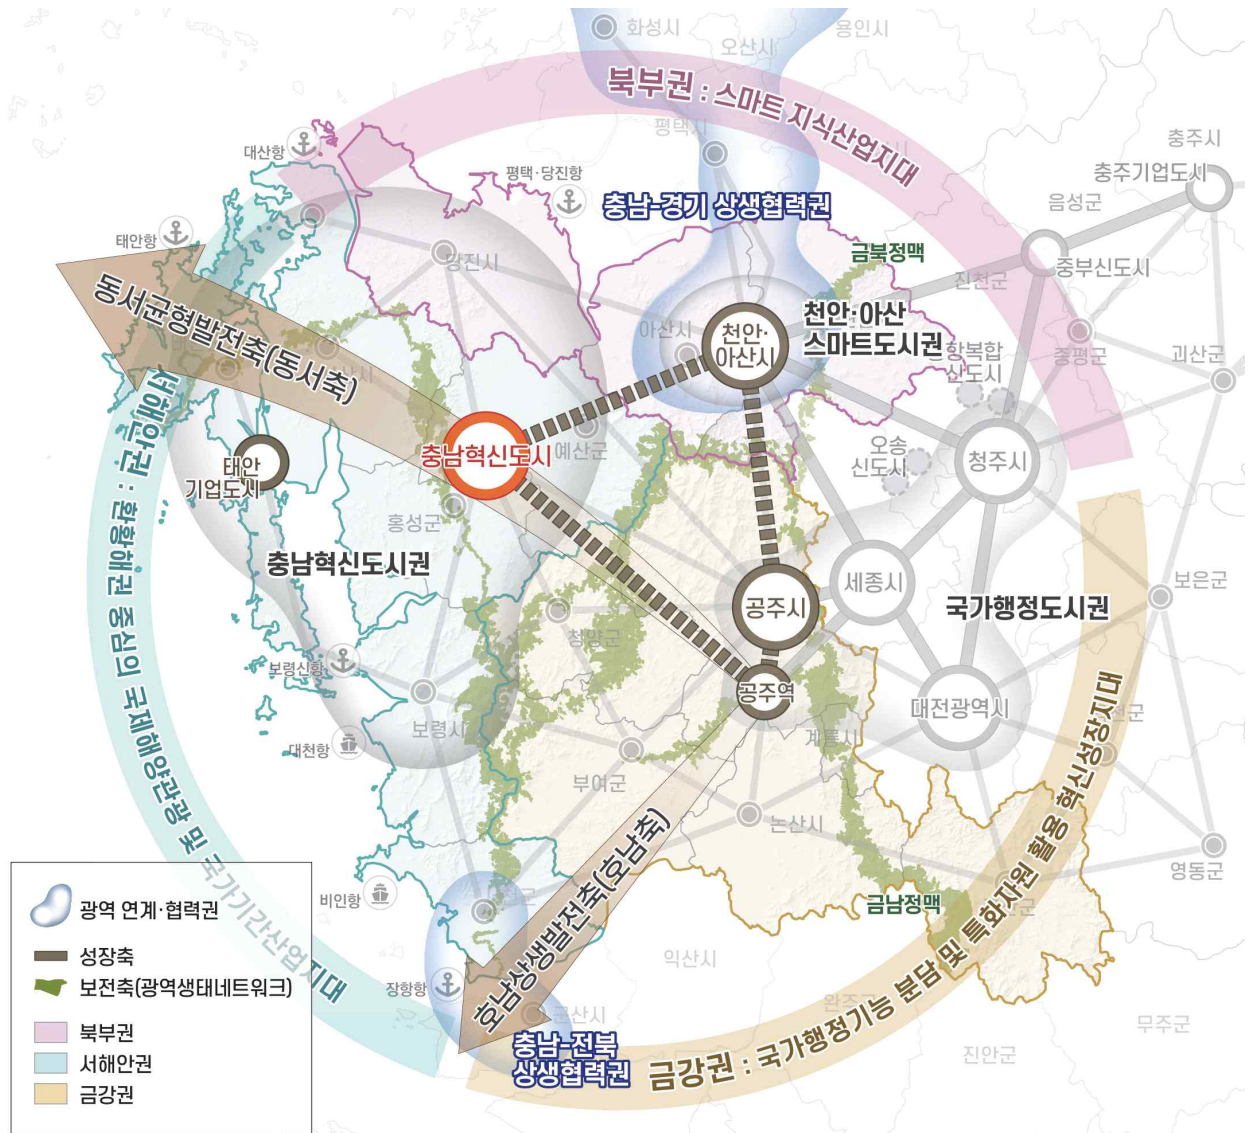 화성시
오산시
용인시
북부권 : 스마트 지식산업지대
평택시
충주시
충주기업도시
음성군
대산항
평택·당진항
충남-경기 상생협력권
태안항
금북정맥
중부신도시
진천군
당진시
동서균형발전축(동서축)
아산시
천안·
아산시
천안·아산
스마트도시권
증평군
괴산군
신도시
오송
신도시
청주시
충남혁신도시
예산군
태안
기업도시
홍성군
충남혁신도시권
서해안권 : 환황해권 중심의 국제해양관광 및 국가기간산업지대
세종시
보은군
공주시
국가행정도시권
청양군
보령신항
공주역
대전광역시
보령시
대천항
계룡시
부여군
논산시
영동군
호남상생발전축(호남축)
금강권 : 국가행정기능 분담 및 특화자원 활용 혁신성장지대
비인항
금남정맥
익산시
장항항
군산시
완주군
무주군
진안군
충남-전북
상생협력권
광역 연계·협력권
성장축
보전축(광역생태네트워크)
북부권
서해안권
금강권